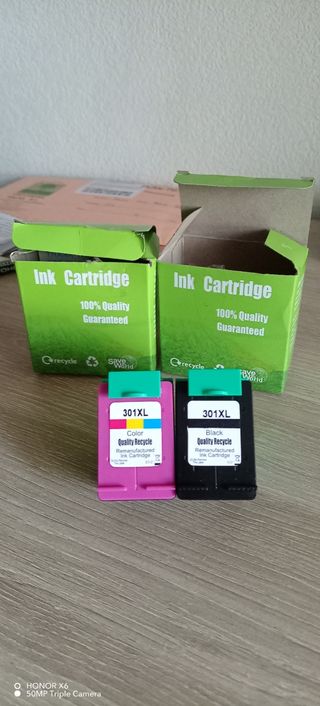 Ink Cartridge
100% Quality
Guaranteed
recycle
Save
World
Ink Cartridge
100% Quality
Guaranteed
recycle
Save
World
301XL
Color
Quality Recycle
Remanufactured
Ink Cartridge
301XL
Black
Quality Recycle
Remanufactured
Ink Cartridge
HONOR X6
50MP Triple Camera